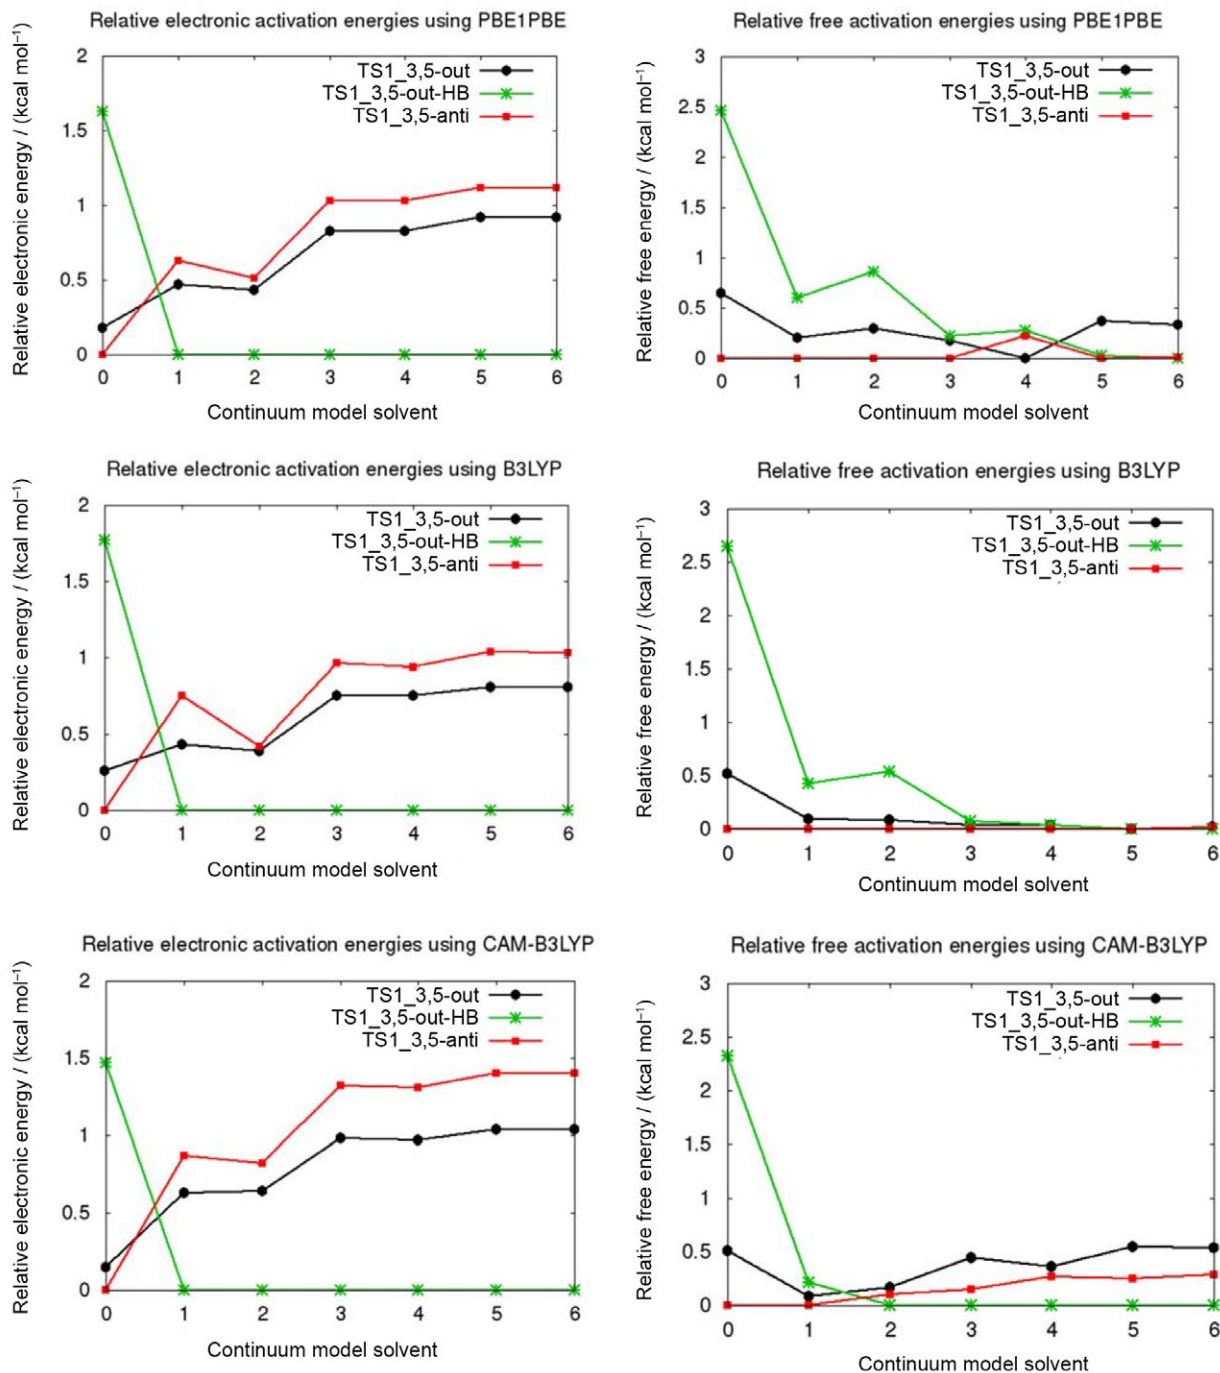 Relative electronic activation energies using PBE1PBE
Relative electronic energy / (kcal mol⁻¹)
2
1.5
1
0.5
0
TS1_3,5-out
TS1_3,5-out-HB
TS1_3,5-anti
0 1 2 3 4 5 6
Continuum model solvent
Relative free activation energies using PBE1PBE
Relative free energy / (kcal mol⁻¹)
3
2.5
2
1.5
1
0.5
0
TS1_3,5-out
TS1_3,5-out-HB
TS1_3,5-anti
0 1 2 3 4 5 6
Continuum model solvent
Relative electronic activation energies using B3LYP
Relative electronic energy / (kcal mol⁻¹)
2
1.5
1
0.5
0
TS1_3,5-out
TS1_3,5-out-HB
TS1_3,5-anti
0 1 2 3 4 5 6
Continuum model solvent
Relative free activation energies using B3LYP
Relative free energy / (kcal mol⁻¹)
3
2.5
2
1.5
1
0.5
0
TS1_3,5-out
TS1_3,5-out-HB
TS1_3,5-anti
0 1 2 3 4 5 6
Continuum model solvent
Relative electronic activation energies using CAM-B3LYP
Relative electronic energy / (kcal mol⁻¹)
2
1.5
1
0.5
0
TS1_3,5-out
TS1_3,5-out-HB
TS1_3,5-anti
0 1 2 3 4 5 6
Continuum model solvent
Relative free activation energies using CAM-B3LYP
Relative free energy / (kcal mol⁻¹)
3
2.5
2
1.5
1
0.5
0
TS1_3,5-out
TS1_3,5-out-HB
TS1_3,5-anti
0 1 2 3 4 5 6
Continuum model solvent